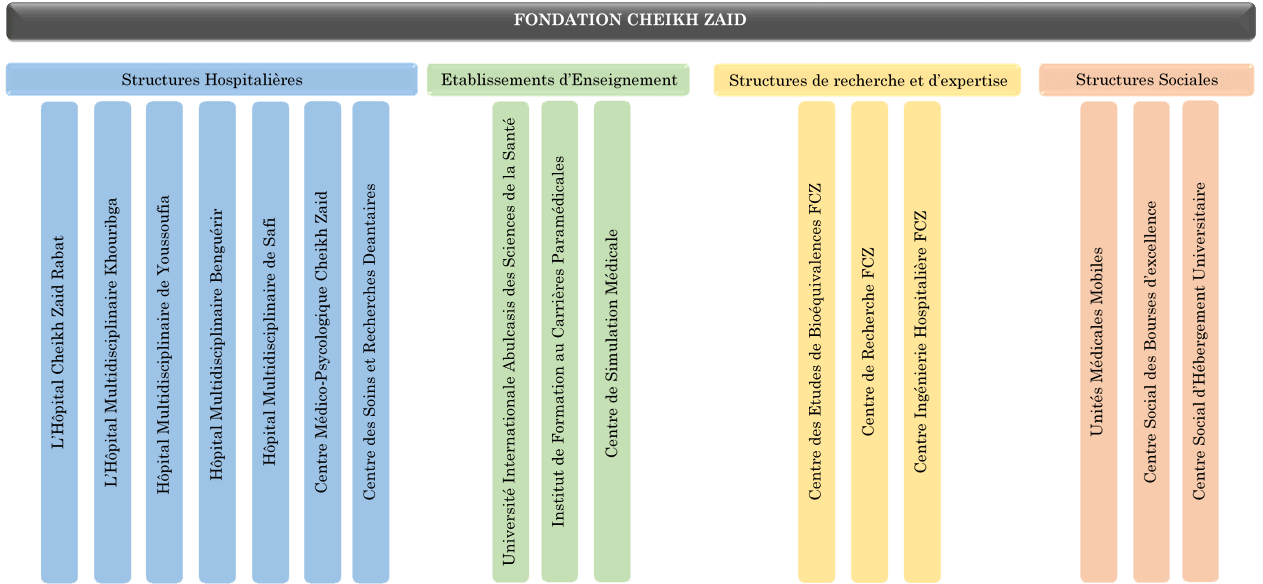 FONDATION CHEIKH ZAID
Structures Hospitalières
L'Hôpital Cheikh Zaid Rabat
L'Hôpital Multidisciplinaire Khouribga
Hôpital Multidisciplinaire de Youssoufia
Hôpital Multidisciplinaire Benguérir
Hôpital Multidisciplinaire de Safi
Centre Médico-Psycologique Cheikh Zaid
Centre des Soins et Recherches Deantaires
Etablissements d'Enseignement
Université Internationale Abulcasis des Sciences de la Santé
Institut de Formation au Carrières Paramédicales
Centre de Simulation Médicale
Structures de recherche et d'expertise
Centre des Etudes de Bioéquivalences FCZ
Centre de Recherche FCZ
Centre Ingénierie Hospitalière FCZ
Structures Sociales
Unités Médicales Mobiles
Centre Social des Bourses d'excellence
Centre Social d'Hébergement Universitaire